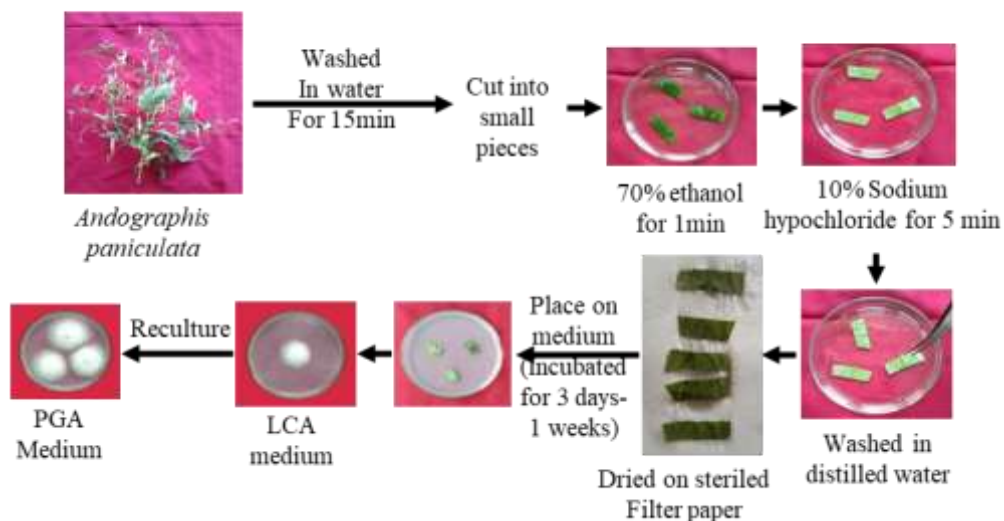 Washed
In water
For 15min
Cut into
small
pieces
70% ethanol
for 1min
10% Sodium
hypochloride for 5 min
Andographis
paniculata
Washed in
distilled water
Dried on steriled
Filter paper
Place on
medium
(Incubated
for 3 days-
1 weeks)
LCA
medium
Reculture
PGA
Medium